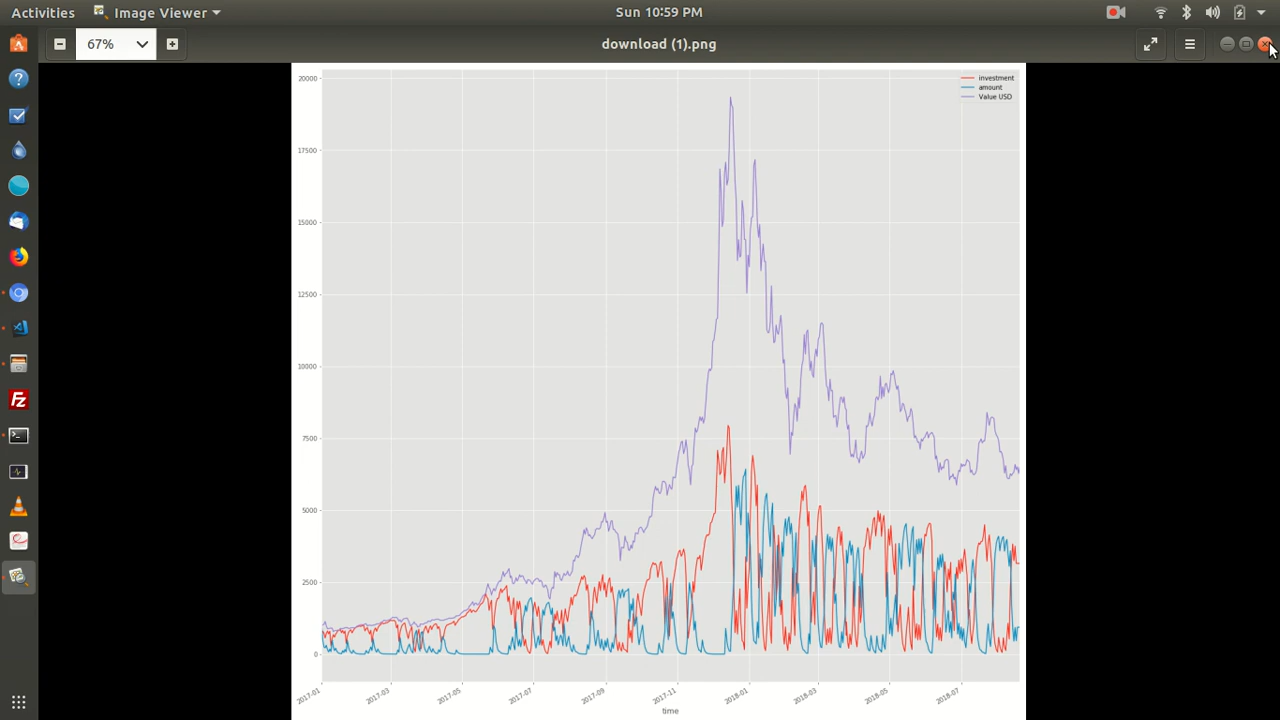 Activities Image Viewer Sun 10:59 PM
67% download (1).png
20000
17500
15000
12500
10000
7500
5000
2500
0
investment
amount
Value USD
2017-01 2017-03 2017-05 2017-07 2017-09 2017-11 2018-01 2018-03 2018-05 2018-07
time
Fz